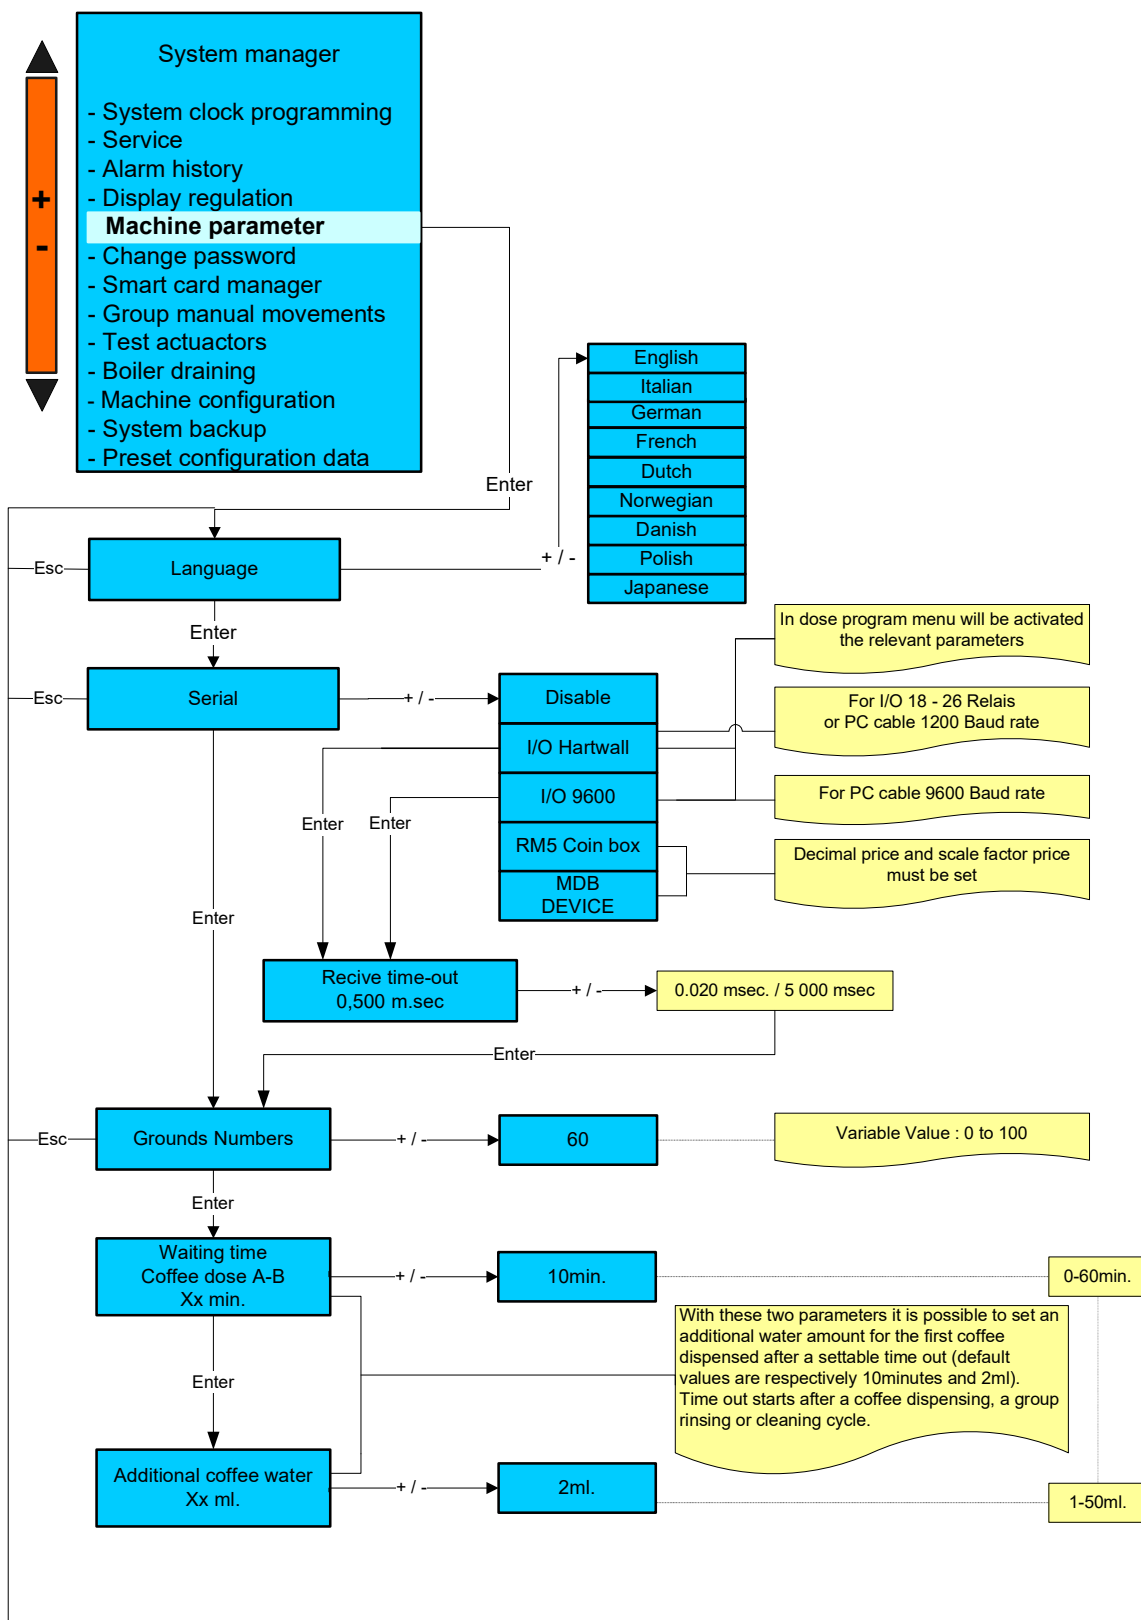 System manager
- System clock programming
- Service
- Alarm history
- Display regulation
Machine parameter
- Change password
- Smart card manager
- Group manual movements
- Test actuactors
- Boiler draining
- Machine configuration
- System backup
- Preset configuration data
+
-
Enter
English
Italian
German
French
Dutch
Norwegian
Danish
Polish
Japanese
Esc
Language
+ / -
Enter
In dose program menu will be activated
the relevant parameters
Esc
Serial
+ / -
Disable
I/O Hartwall
I/O 9600
RM5 Coin box
MDB
DEVICE
For I/O 18 - 26 Relais
or PC cable 1200 Baud rate
For PC cable 9600 Baud rate
Decimal price and scale factor price
must be set
Enter
Enter
Enter
Recive time-out
0,500 m.sec
+ / -
0.020 msec. / 5 000 msec
Enter
Esc
Grounds Numbers
+ / -
60
Variable Value : 0 to 100
Enter
Waiting time
Coffee dose A-B
Xx min.
+ / -
10min.
0-60min.
With these two parameters it is possible to set an
additional water amount for the first coffee
dispensed after a settable time out (default
values are respectively 10minutes and 2ml).
Time out starts after a coffee dispensing, a group
rinsing or cleaning cycle.
Enter
Additional coffee water
Xx ml.
+ / -
2ml.
1-50ml.